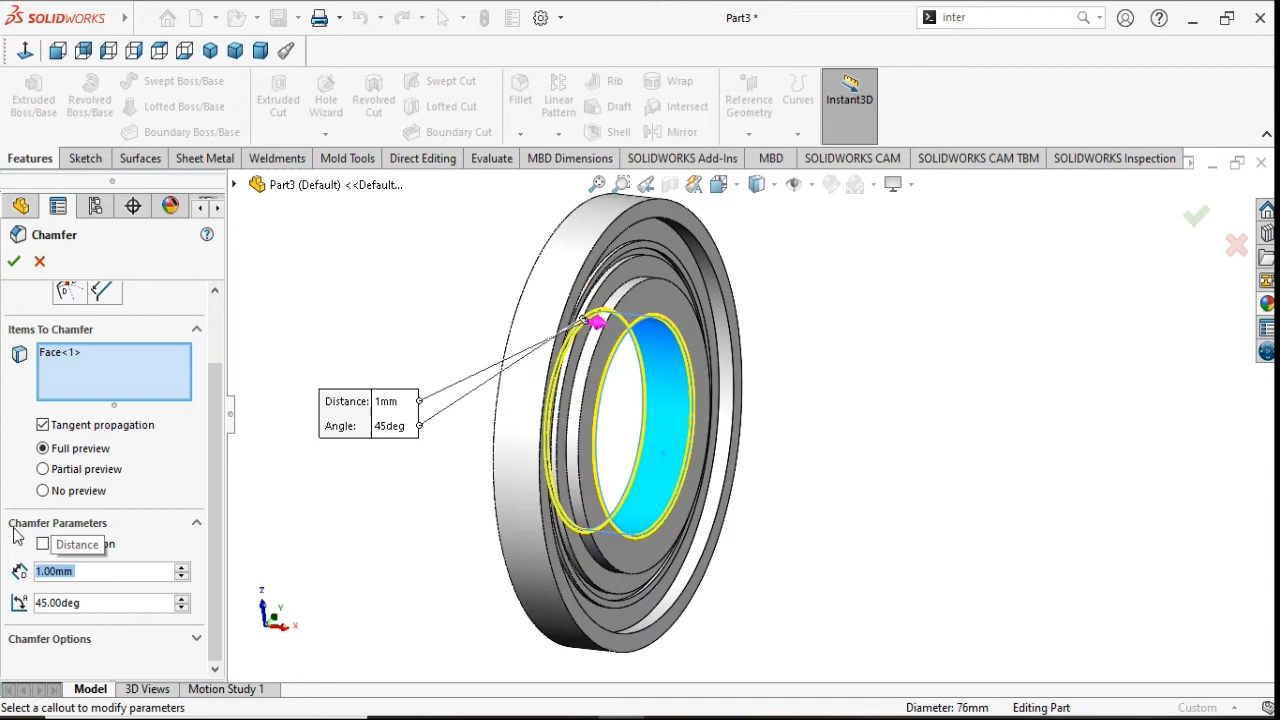 SOLIDWORKS
Part3 *
inter
Extruded Boss/Base
Revolved Boss/Base
Swept Boss/Base
Lofted Boss/Base
Boundary Boss/Base
Extruded Cut
Hole Wizard
Revolved Cut
Swept Cut
Lofted Cut
Boundary Cut
Fillet
Linear Pattern
Rib
Draft
Shell
Wrap
Intersect
Mirror
Reference Geometry
Curves
Instant3D
Features Sketch Surfaces Sheet Metal Weldments Mold Tools Direct Editing Evaluate MBD Dimensions SOLIDWORKS Add-Ins MBD SOLIDWORKS CAM SOLIDWORKS CAM TBM SOLIDWORKS Inspection
Part3 (Default) <<Default...
Chamfer
Items To Chamfer
Face<1>
Tangent propagation
Full preview
Partial preview
No preview
Chamfer Parameters
Distance
1.00mm
45.00deg
Chamfer Options
Distance: 1mm
Angle: 45deg
Z
Y
X
Model 3D Views Motion Study 1
Select a callout to modify parameters
Diameter: 76mm
Editing Part
Custom